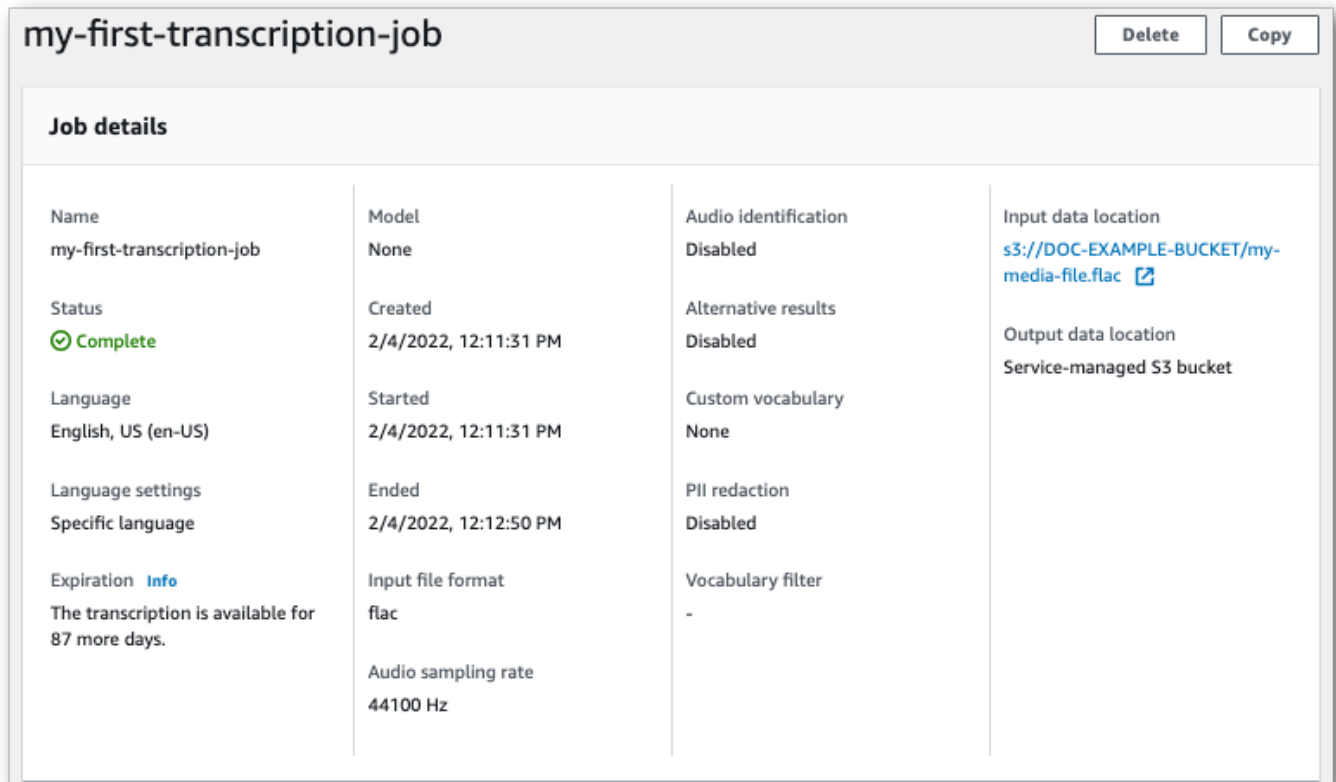 my-first-transcription-job
Delete
Copy
Job details
Name
my-first-transcription-job
Status
Complete
Language
English, US (en-US)
Language settings
Specific language
Expiration Info
The transcription is available for
87 more days.
Model
None
Created
2/4/2022, 12:11:31 PM
Started
2/4/2022, 12:11:31 PM
Ended
2/4/2022, 12:12:50 PM
Input file format
flac
Audio sampling rate
44100 Hz
Audio identification
Disabled
Alternative results
Disabled
Custom vocabulary
None
PII redaction
Disabled
Vocabulary filter
-
Input data location
s3://DOC-EXAMPLE-BUCKET/my-
media-file.flac
Output data location
Service-managed S3 bucket